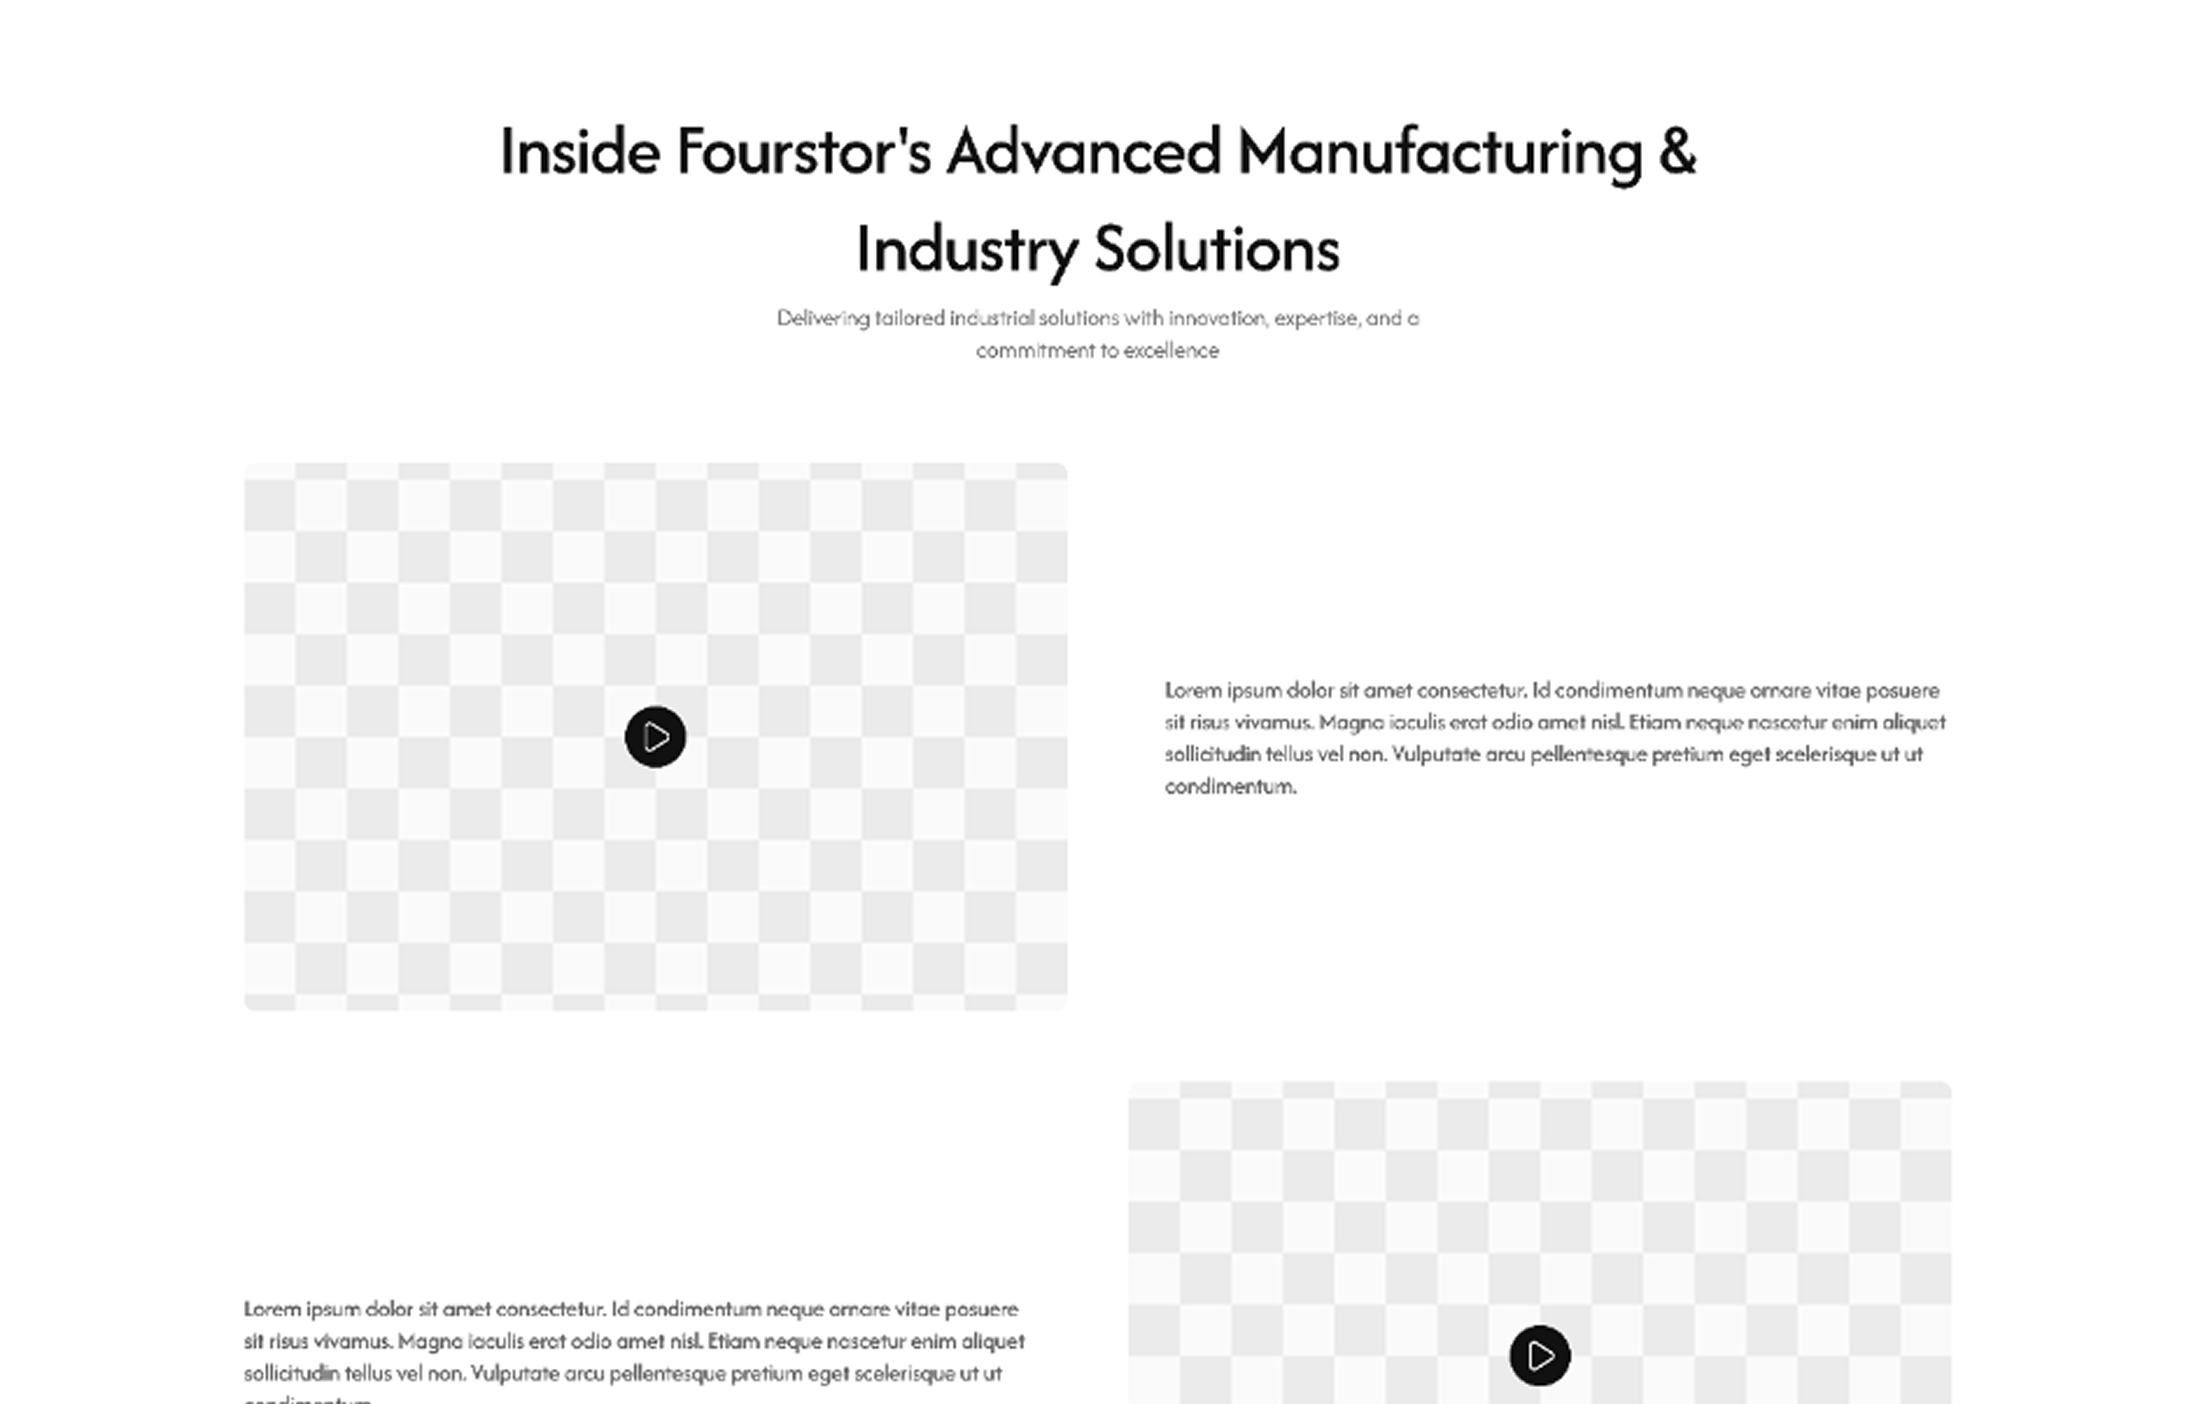 Inside Fourstor's Advanced Manufacturing &
Industry Solutions
Delivering tailored industrial solutions with innovation, expertise, and a
commitment to excellence
Lorem ipsum dolor sit amet consectetur. Id condimentum neque ornare vitae posuere
sit risus vivamus. Magna iaculis erat odio amet nisl. Etiam neque nascetur enim aliquet
sollicitudin tellus vel non. Vulputate arcu pellentesque pretium eget scelerisque ut ut
condimentum.
Lorem ipsum dolor sit amet consectetur. Id condimentum neque ornare vitae posuere
sit risus vivamus. Magna iaculis erat odio amet nisl. Etiam neque nascetur enim aliquet
sollicitudin tellus vel non. Vulputate arcu pellentesque pretium eget scelerisque ut ut